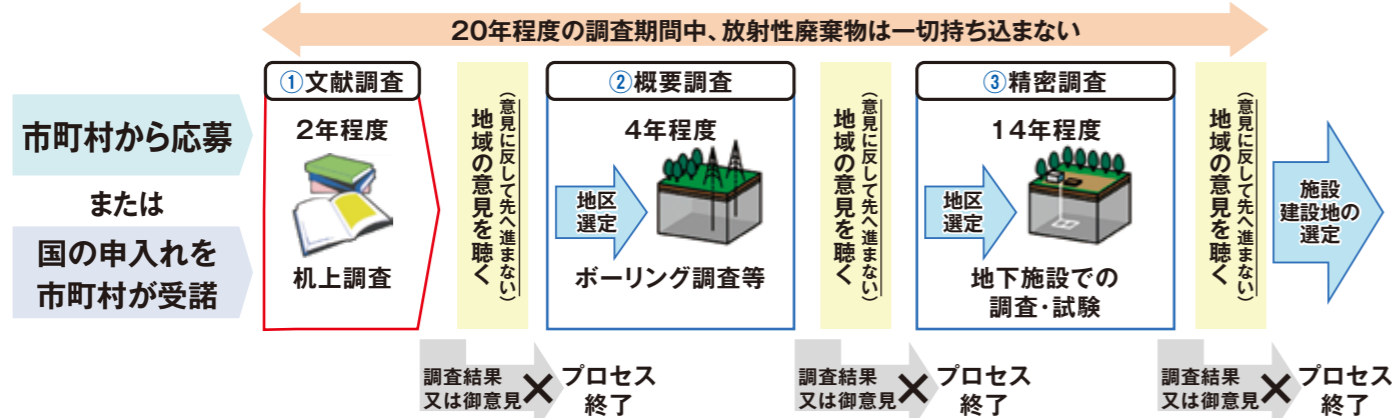 20年程度の調査期間中、放射性廃棄物は一切持ち込まない
市町村から応募
または
国の申入れを
市町村が受諾
①文献調査
2年程度
机上調査
地域の意見を聴く
(意見に反して先へ進まない)
調査結果
又は御意見
×
プロセス
終了
②概要調査
4年程度
地区
選定
ボーリング調査等
地域の意見を聴く
(意見に反して先へ進まない)
調査結果
又は御意見
×
プロセス
終了
③精密調査
14年程度
地区
選定
地下施設での
調査・試験
地域の意見を聴く
(意見に反して先へ進まない)
調査結果
又は御意見
×
プロセス
終了
施設
建設地の
選定